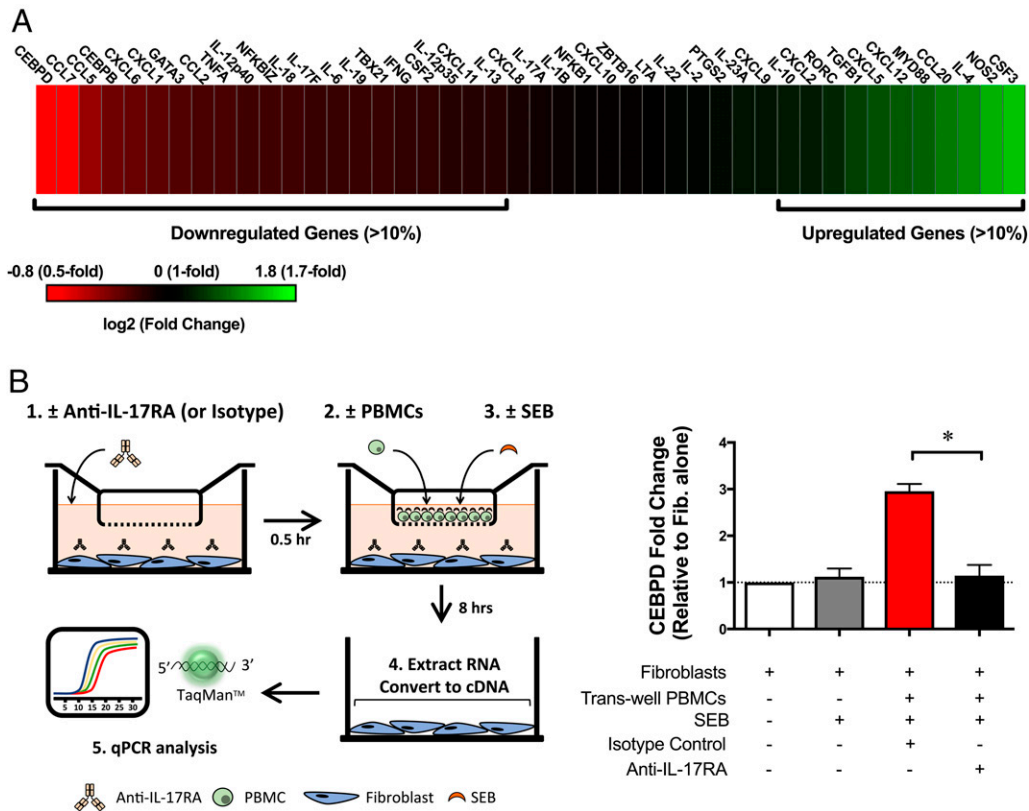 A
CEBPD CCL7 CCL5 CEBPB CXCL6 CXCL1 GATA3 CCL2 TNFA IL-12p40 NFKBIZ IL-18 IL-17F IL-6 IL-19 TBX21 IFNG CSF2 IL-12p35 CXCL11 IL-13 CXCL8 IL-17A IL-1B NFKB1 CXCL10 ZBTB16 LTA IL-22 IL-2 PTGS2 IL-23A CXCL9 IL-10 CXCL2 RORC TGFB1 CXCL5 CXCL12 MYD88 CCL20 IL-4 NOS2 CSF3
Downregulated Genes (>10%)
Upregulated Genes (>10%)
-0.8 (0.5-fold) 0 (1-fold) 1.8 (1.7-fold)
log2 (Fold Change)
B
1. ± Anti-IL-17RA (or Isotype)
2. ± PBMCs
3. ± SEB
0.5 hr
8 hrs
4. Extract RNA
Convert to cDNA
5′ 3′
TaqMan™
5 10 15 20 25 30
5. qPCR analysis
Anti-IL-17RA PBMC Fibroblast SEB
CEBPD Fold Change
(Relative to Fib. alone)
4
3
2
1
0
*
Fibroblasts + + + +
Trans-well PBMCs - - + +
SEB - + + +
Isotype Control - - + -
Anti-IL-17RA - - - +